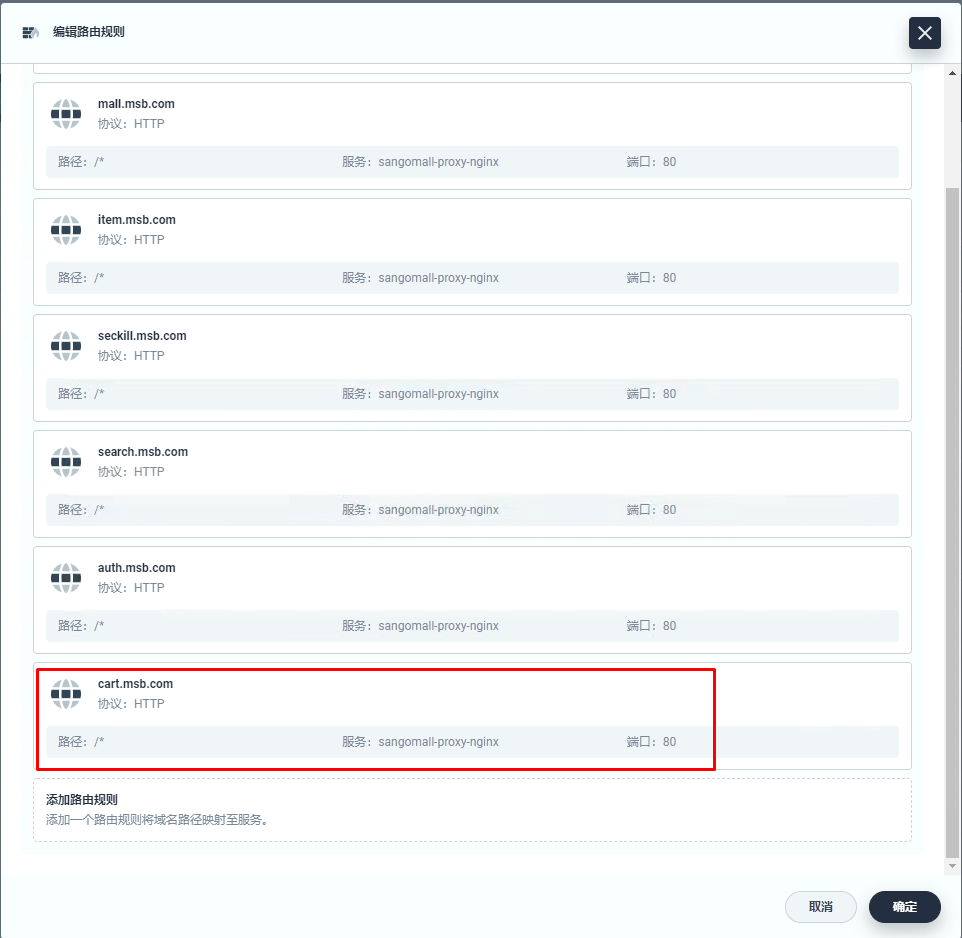 编辑路由规则
mall.msb.com
协议：HTTP
路径：/* 服务：sangomall-proxy-nginx 端口：80
item.msb.com
协议：HTTP
路径：/* 服务：sangomall-proxy-nginx 端口：80
seckill.msb.com
协议：HTTP
路径：/* 服务：sangomall-proxy-nginx 端口：80
search.msb.com
协议：HTTP
路径：/* 服务：sangomall-proxy-nginx 端口：80
auth.msb.com
协议：HTTP
路径：/* 服务：sangomall-proxy-nginx 端口：80
cart.msb.com
协议：HTTP
路径：/* 服务：sangomall-proxy-nginx 端口：80
添加路由规则
添加一个路由规则将域名路径映射至服务。
取消 确定